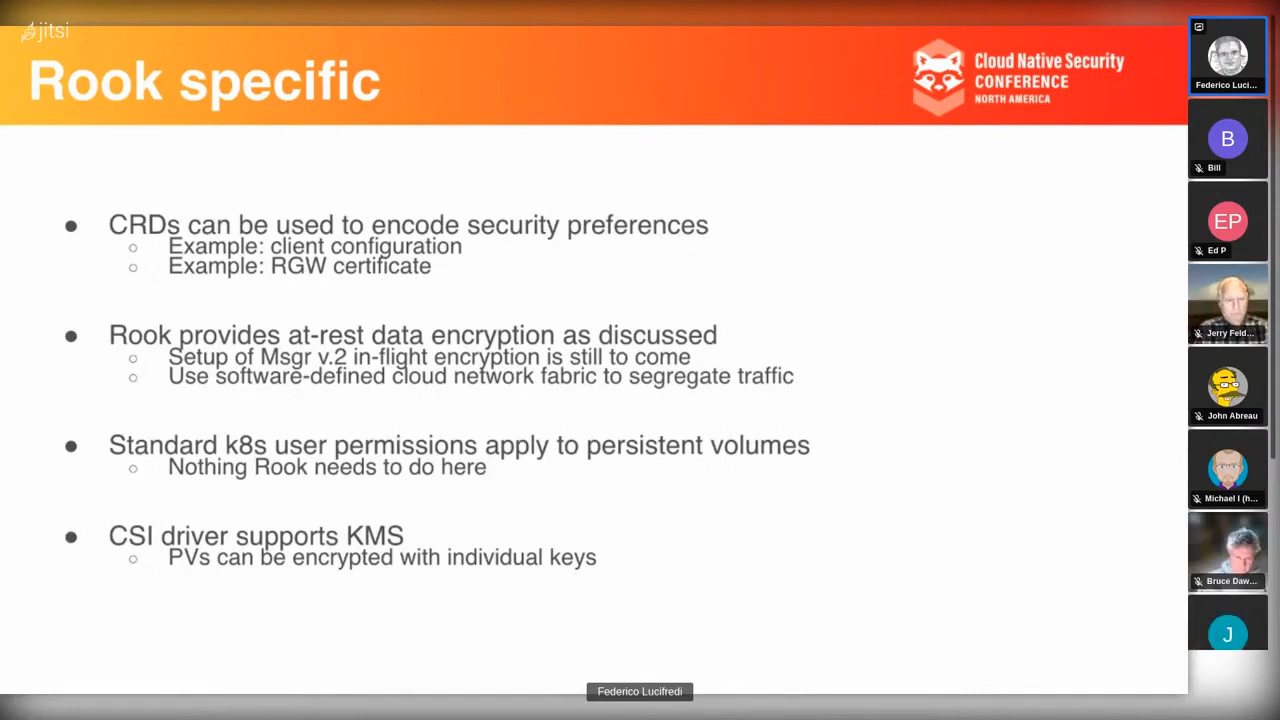 jitsi
Rook specific
Cloud Native Security
CONFERENCE
NORTH AMERICA
● CRDs can be used to encode security preferences
○ Example: client configuration
○ Example: RGW certificate
● Rook provides at-rest data encryption as discussed
○ Setup of Msgr v.2 in-flight encryption is still to come
○ Use software-defined cloud network fabric to segregate traffic
● Standard k8s user permissions apply to persistent volumes
○ Nothing Rook needs to do here
● CSI driver supports KMS
○ PVs can be encrypted with individual keys
Federico Lucifredi
Federico Luci...
B
Bill
EP
Ed P
Jerry Feld...
John Abreau
Michael I (h...
Bruce Daw...
J